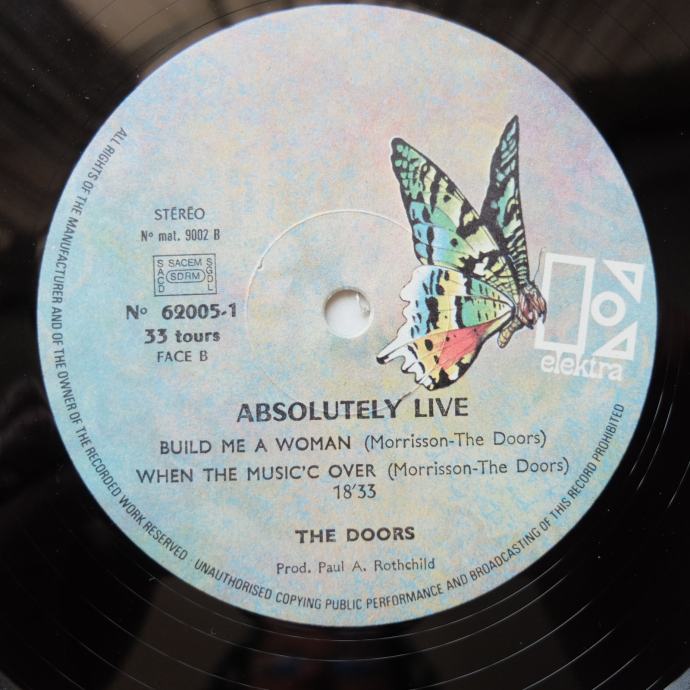 STÉRÉO
Nº mat. 9002 B
SACD SACEM SDRM SGDL
Nº 62005-1
33 tours
FACE B
elektra
ABSOLUTELY LIVE
BUILD ME A WOMAN (Morrisson-The Doors)
WHEN THE MUSIC'C OVER (Morrisson-The Doors)
18'33
THE DOORS
Prod. Paul A. Rothchild
ALL RIGHTS OF THE MANUFACTURER AND OF THE OWNER OF THE RECORDED WORK RESERVED · UNAUTHORISED COPYING PUBLIC PERFORMANCE AND BROADCASTING OF THIS RECORD PROHIBITED